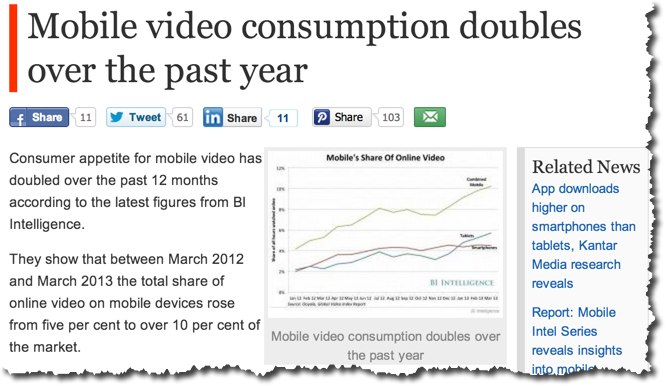 Mobile video consumption doubles
over the past year
Share 11 Tweet 61 Share 11 Share 103
Consumer appetite for mobile video has
doubled over the past 12 months
according to the latest figures from BI
Intelligence.
They show that between March 2012
and March 2013 the total share of
online video on mobile devices rose
from five per cent to over 10 per cent of
the market.
Mobile's Share Of Online Video
Share of all hours watched online
12%
10%
8%
6%
4%
2%
0%
Combined
Mobile
Tablets
Smartphones
BI INTELLIGENCE
Jan 12 Feb 12 Mar 12 Apr 12 May 12 Jun 12 Jul 12 Aug 12 Sep 12 Oct 12 Nov 12 Dec 12 Jan 13 Feb 13 Mar 13
Source: Ooyala, Global Video Index Report
BI Intelligence
Mobile video consumption doubles over
the past year
Related News
App downloads
higher on
smartphones than
tablets, Kantar
Media research
reveals
Report: Mobile
Intel Series
reveals insights
into mobile